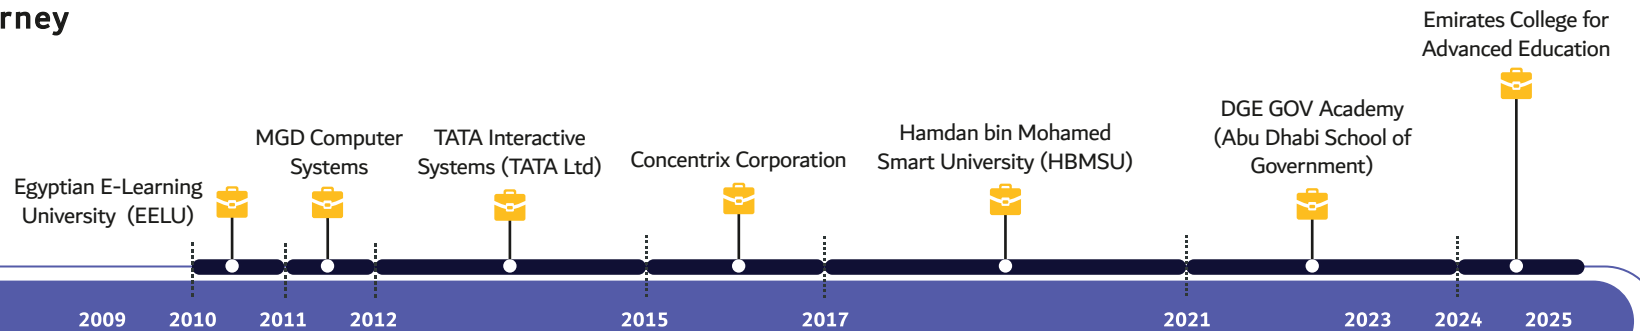 rney
Emirates College for
Advanced Education
DGE GOV Academy
(Abu Dhabi School of
Government)
Hamdan bin Mohamed
Smart University (HBMSU)
MGD Computer
Systems
TATA Interactive
Systems (TATA Ltd)
Concentrix Corporation
Egyptian E-Learning
University (EELU)
2009 2010 2011 2012 2015 2017 2021 2023 2024 2025